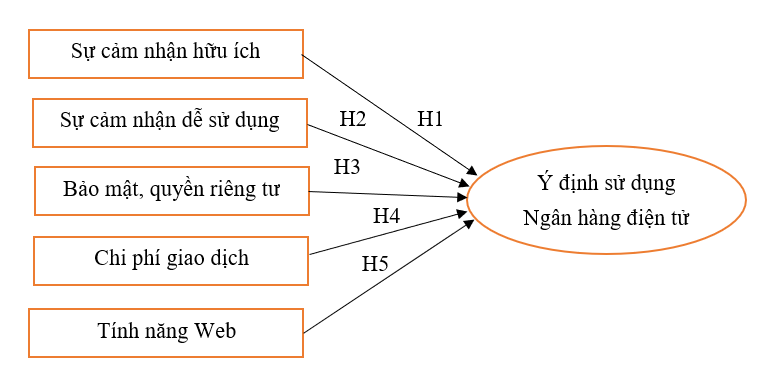 Sự cảm nhận hữu ích
Sự cảm nhận dễ sử dụng
H2
H1
H3
Bảo mật, quyền riêng tư
Ý định sử dụng
Ngân hàng điện tử
H4
Chi phí giao dịch
H5
Tính năng Web